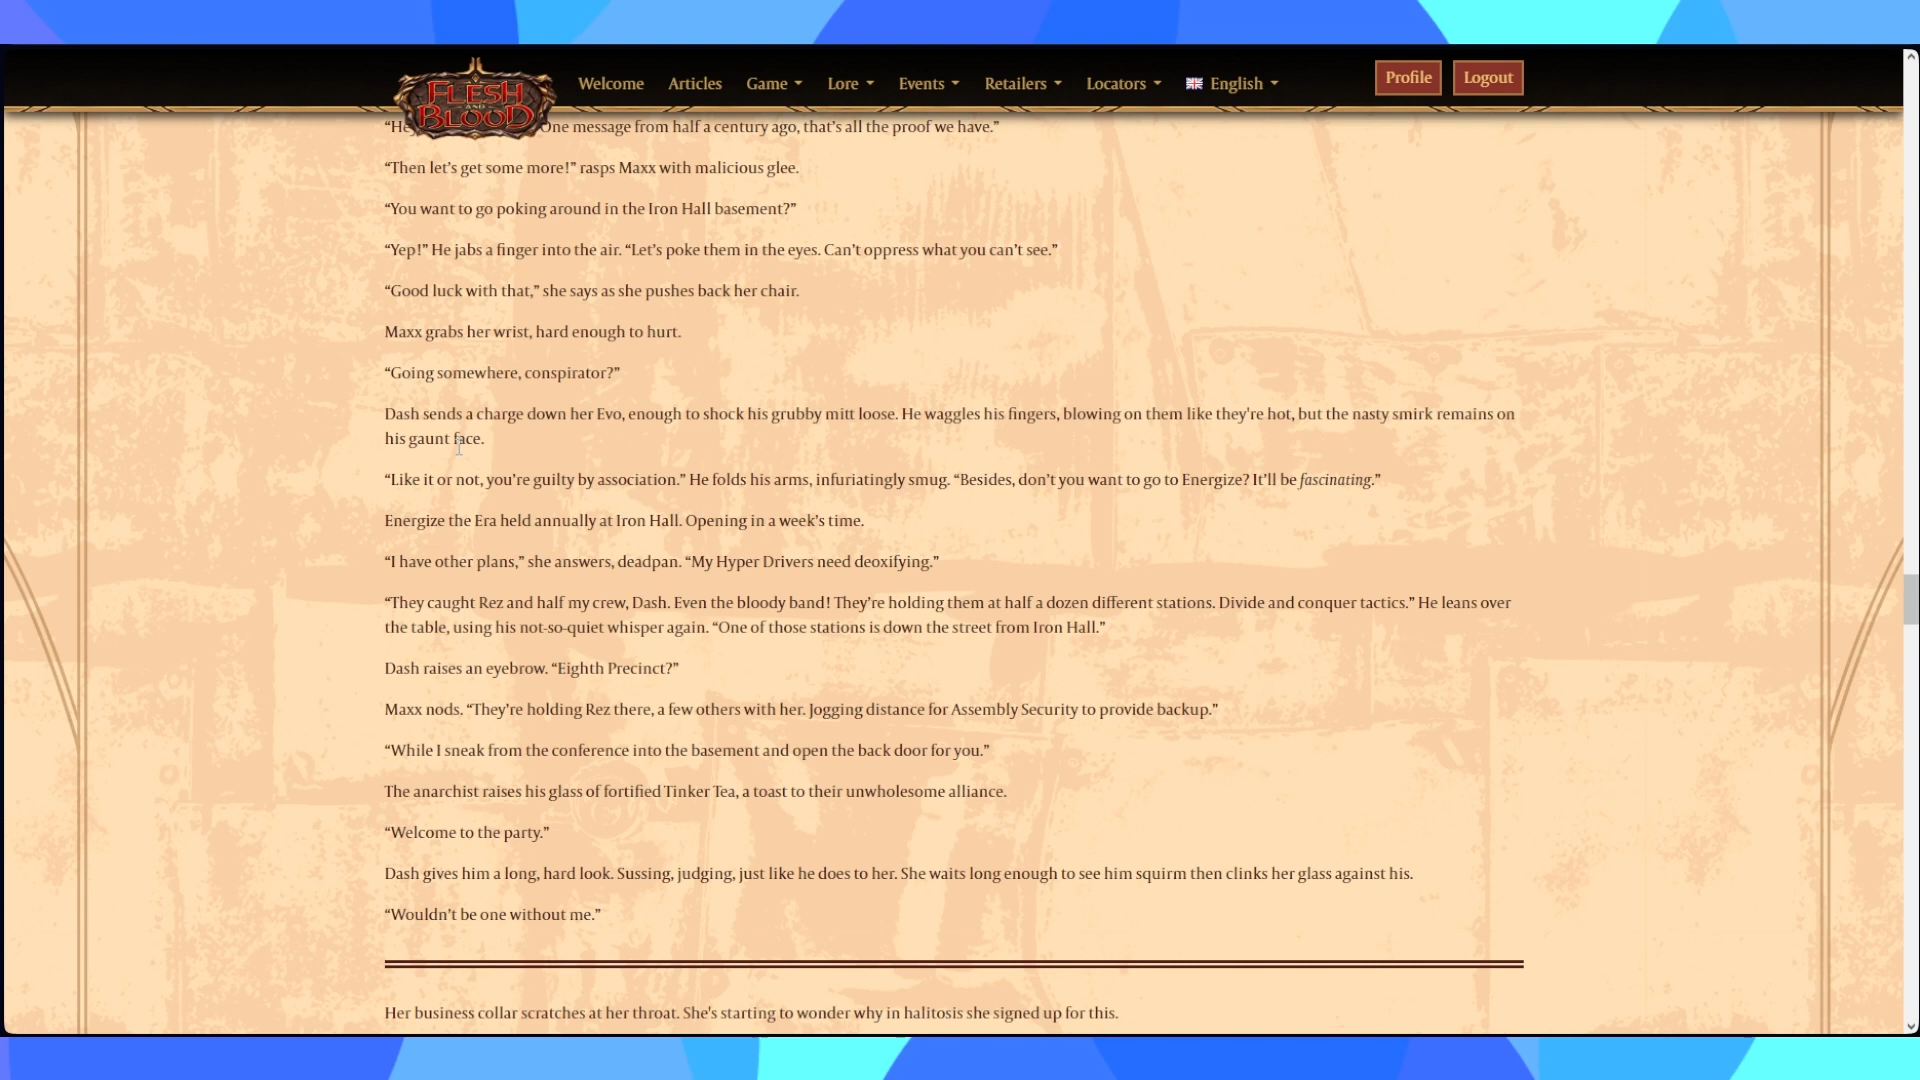 FLESH
AND
BLOOD
Welcome
Articles
Game
Lore
Events
Retailers
Locators
English
Profile
Logout
“He One message from half a century ago, that’s all the proof we have.”
“Then let’s get some more!” rasps Maxx with malicious glee.
“You want to go poking around in the Iron Hall basement?”
“Yep!” He jabs a finger into the air. “Let’s poke them in the eyes. Can’t oppress what you can’t see.”
“Good luck with that,” she says as she pushes back her chair.
Maxx grabs her wrist, hard enough to hurt.
“Going somewhere, conspirator?”
Dash sends a charge down her Evo, enough to shock his grubby mitt loose. He waggles his fingers, blowing on them like they're hot, but the nasty smirk remains on
his gaunt face.
“Like it or not, you’re guilty by association.” He folds his arms, infuriatingly smug. “Besides, don’t you want to go to Energize? It’ll be fascinating.”
Energize the Era held annually at Iron Hall. Opening in a week’s time.
“I have other plans,” she answers, deadpan. “My Hyper Drivers need deoxifying.”
“They caught Rez and half my crew, Dash. Even the bloody band! They’re holding them at half a dozen different stations. Divide and conquer tactics.” He leans over
the table, using his not-so-quiet whisper again. “One of those stations is down the street from Iron Hall.”
Dash raises an eyebrow. “Eighth Precinct?”
Maxx nods. “They’re holding Rez there, a few others with her. Jogging distance for Assembly Security to provide backup.”
“While I sneak from the conference into the basement and open the back door for you.”
The anarchist raises his glass of fortified Tinker Tea, a toast to their unwholesome alliance.
“Welcome to the party.”
Dash gives him a long, hard look. Sussing, judging, just like he does to her. She waits long enough to see him squirm then clinks her glass against his.
“Wouldn’t be one without me.”
Her business collar scratches at her throat. She's starting to wonder why in halitosis she signed up for this.